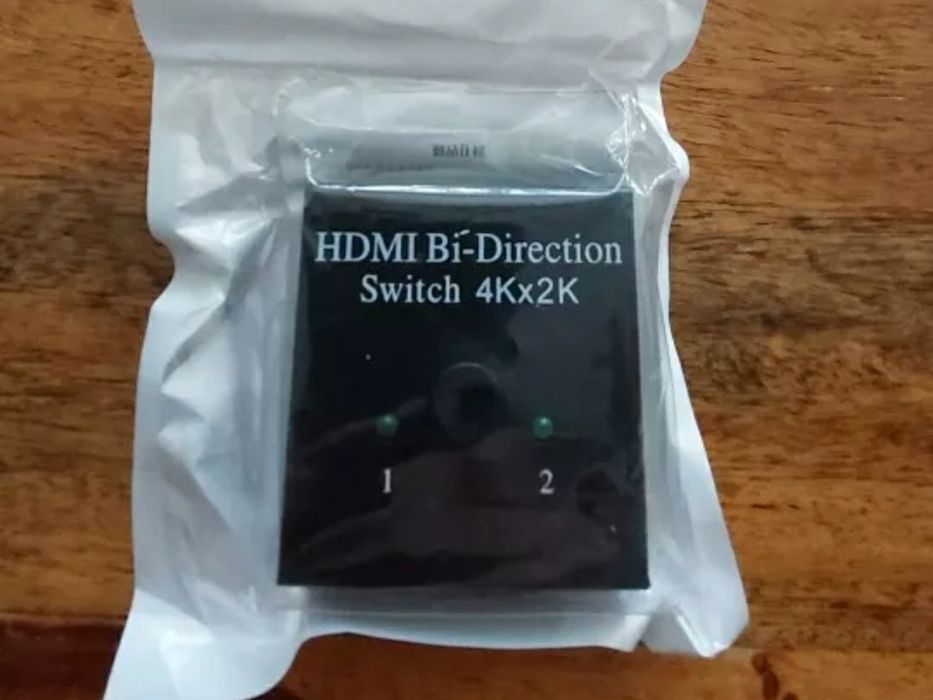 HDMI Bi-Direction
Switch 4Kx2K
1
2